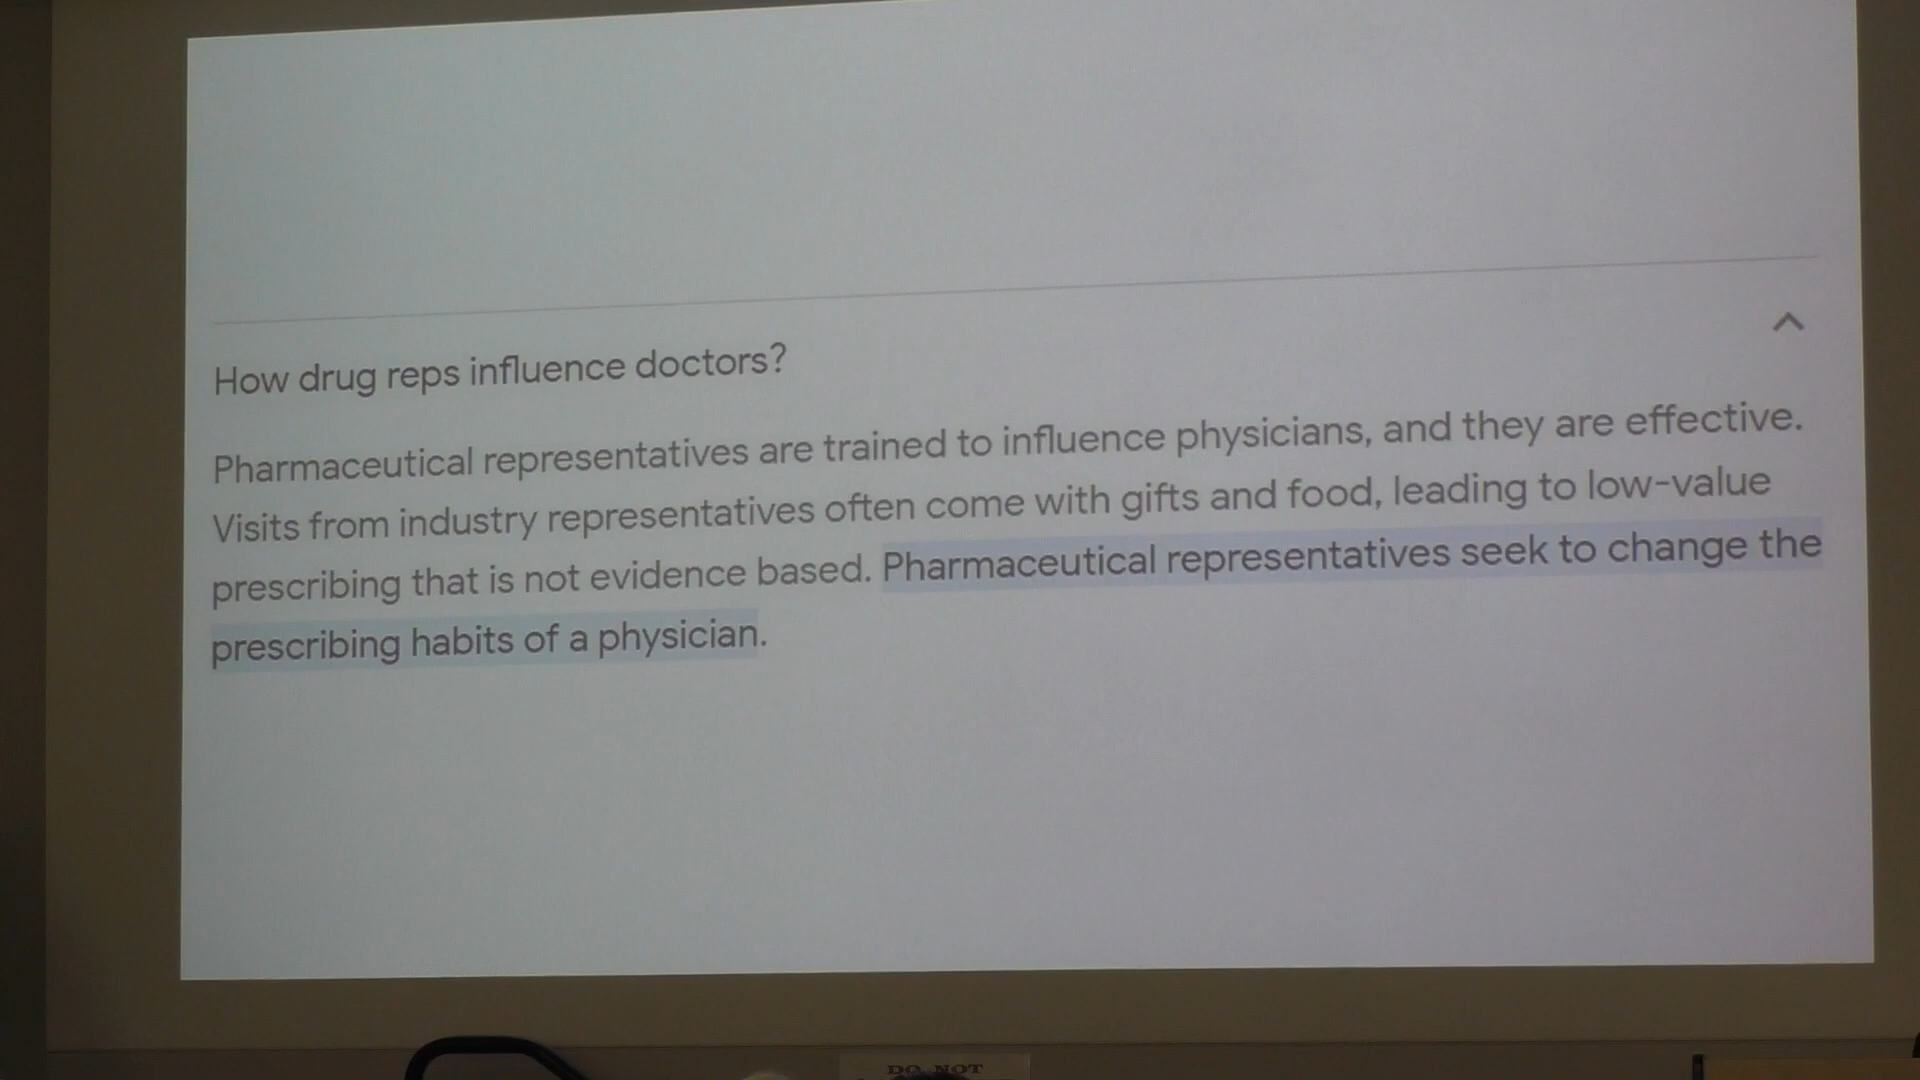 How drug reps influence doctors?
Pharmaceutical representatives are trained to influence physicians, and they are effective.
Visits from industry representatives often come with gifts and food, leading to low-value
prescribing that is not evidence based. Pharmaceutical representatives seek to change the
prescribing habits of a physician.
DO NOT